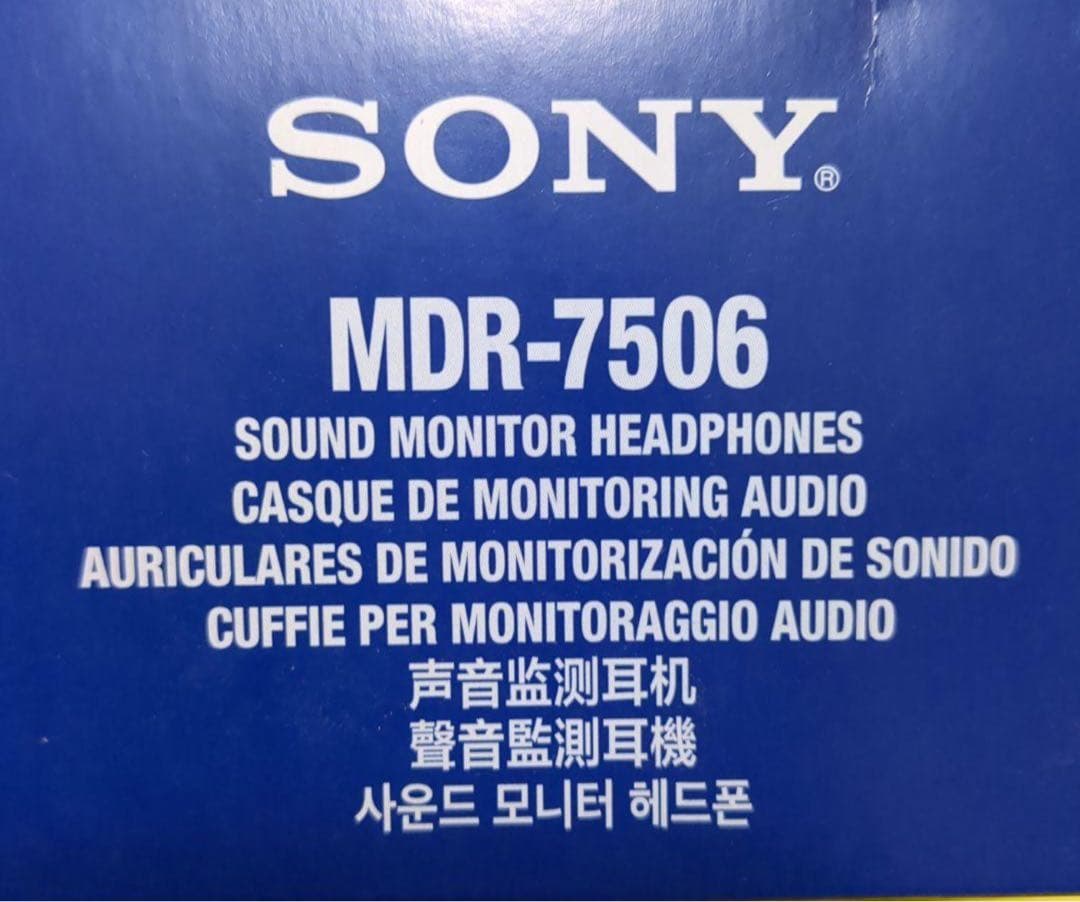 SONY®
MDR-7506
SOUND MONITOR HEADPHONES
CASQUE DE MONITORING AUDIO
AURICULARES DE MONITORIZACIÓN DE SONIDO
CUFFIE PER MONITORAGGIO AUDIO
声音监测耳机
聲音監測耳機
사운드 모니터 헤드폰